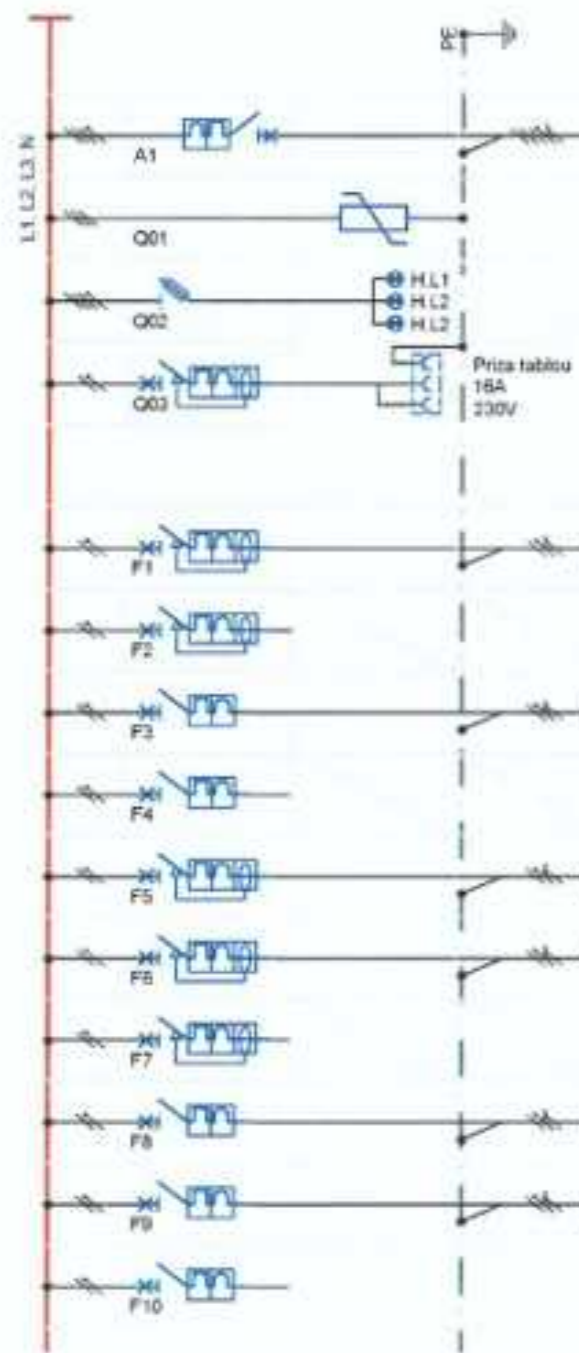 PE
L1 L2 L3 N
A1
Q01
H.L1
H.L2
H.L2
Q02
Priza tablou
16A
230V
Q03
F1
F2
F3
F4
F5
F6
F7
F8
F9
F10